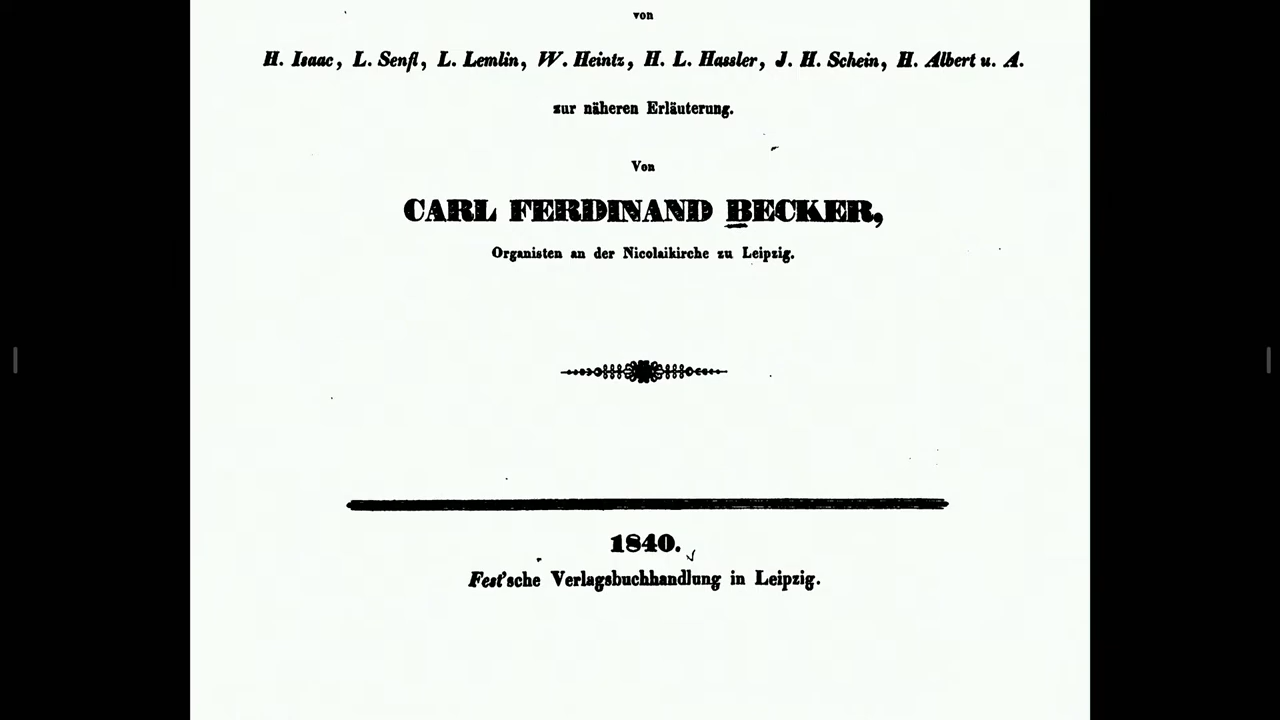 von
H. Isaac, L. Senfl, L. Lemlin, W. Heintz, H. L. Hassler, J. H. Schein, H. Albert u. A.
zur näheren Erläuterung.
Von
CARL FERDINAND BECKER,
Organisten an der Nicolaikirche zu Leipzig.
1840.
Fest'sche Verlagsbuchhandlung in Leipzig.